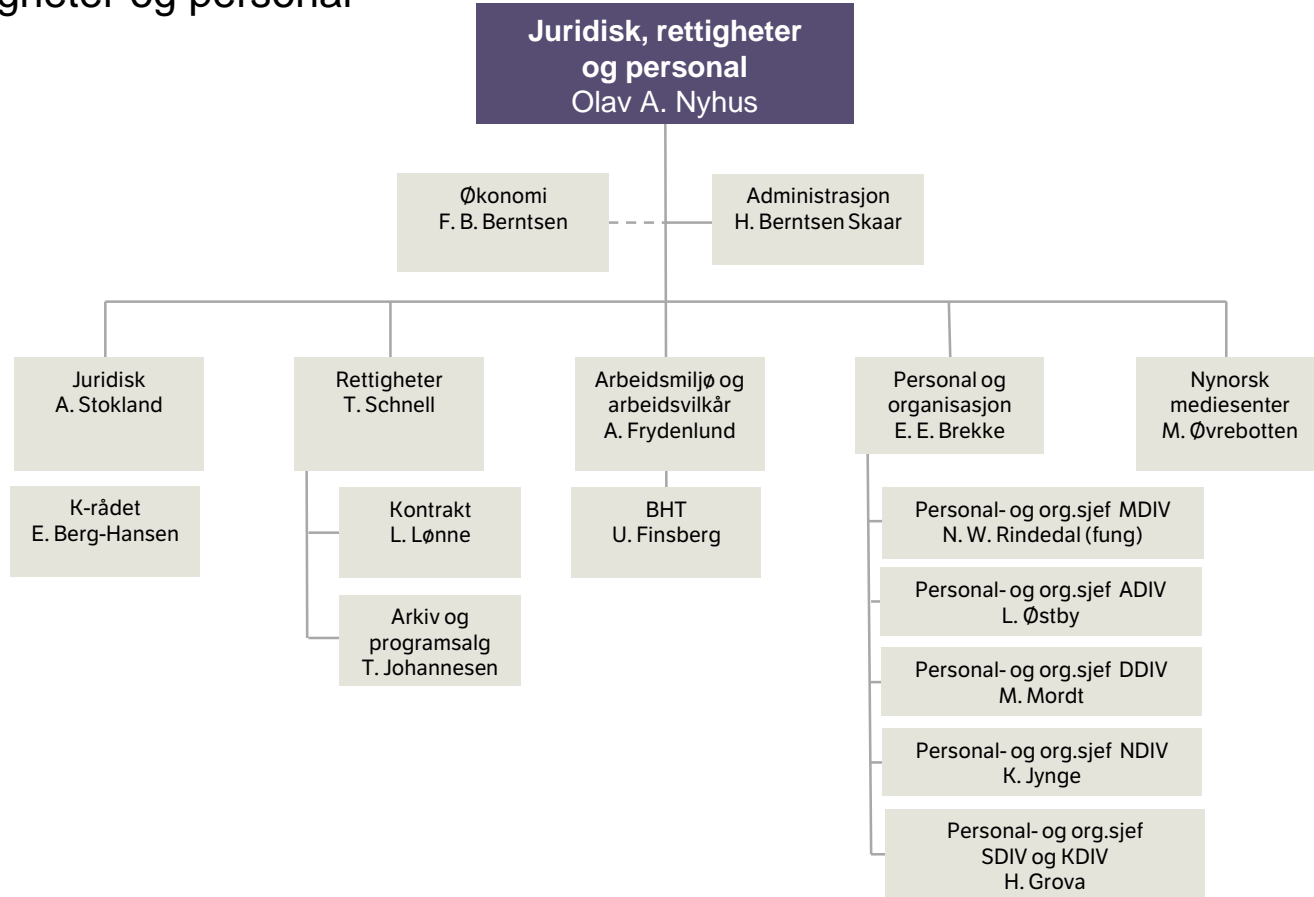 og personal
Juridisk, rettigheter
og personal
Olav A. Nyhus
Økonomi
F. B. Berntsen
Administrasjon
H. Berntsen Skaar
Juridisk
A. Stokland
Rettigheter
T. Schnell
Arbeidsmiljø og
arbeidsvilkår
A. Frydenlund
Personal og
organisasjon
E. E. Brekke
Nynorsk
mediesenter
M. Øvrebotten
K-rådet
E. Berg-Hansen
Kontrakt
L. Lønne
Arkiv og
programsalg
T. Johannesen
BHT
U. Finsberg
Personal- og org.sjef MDIV
N. W. Rindedal (fung)
Personal- og org.sjef ADIV
L. Østby
Personal- og org.sjef DDIV
M. Mordt
Personal- og org.sjef NDIV
K. Jynge
Personal- og org.sjef
SDIV og KDIV
H. Grova